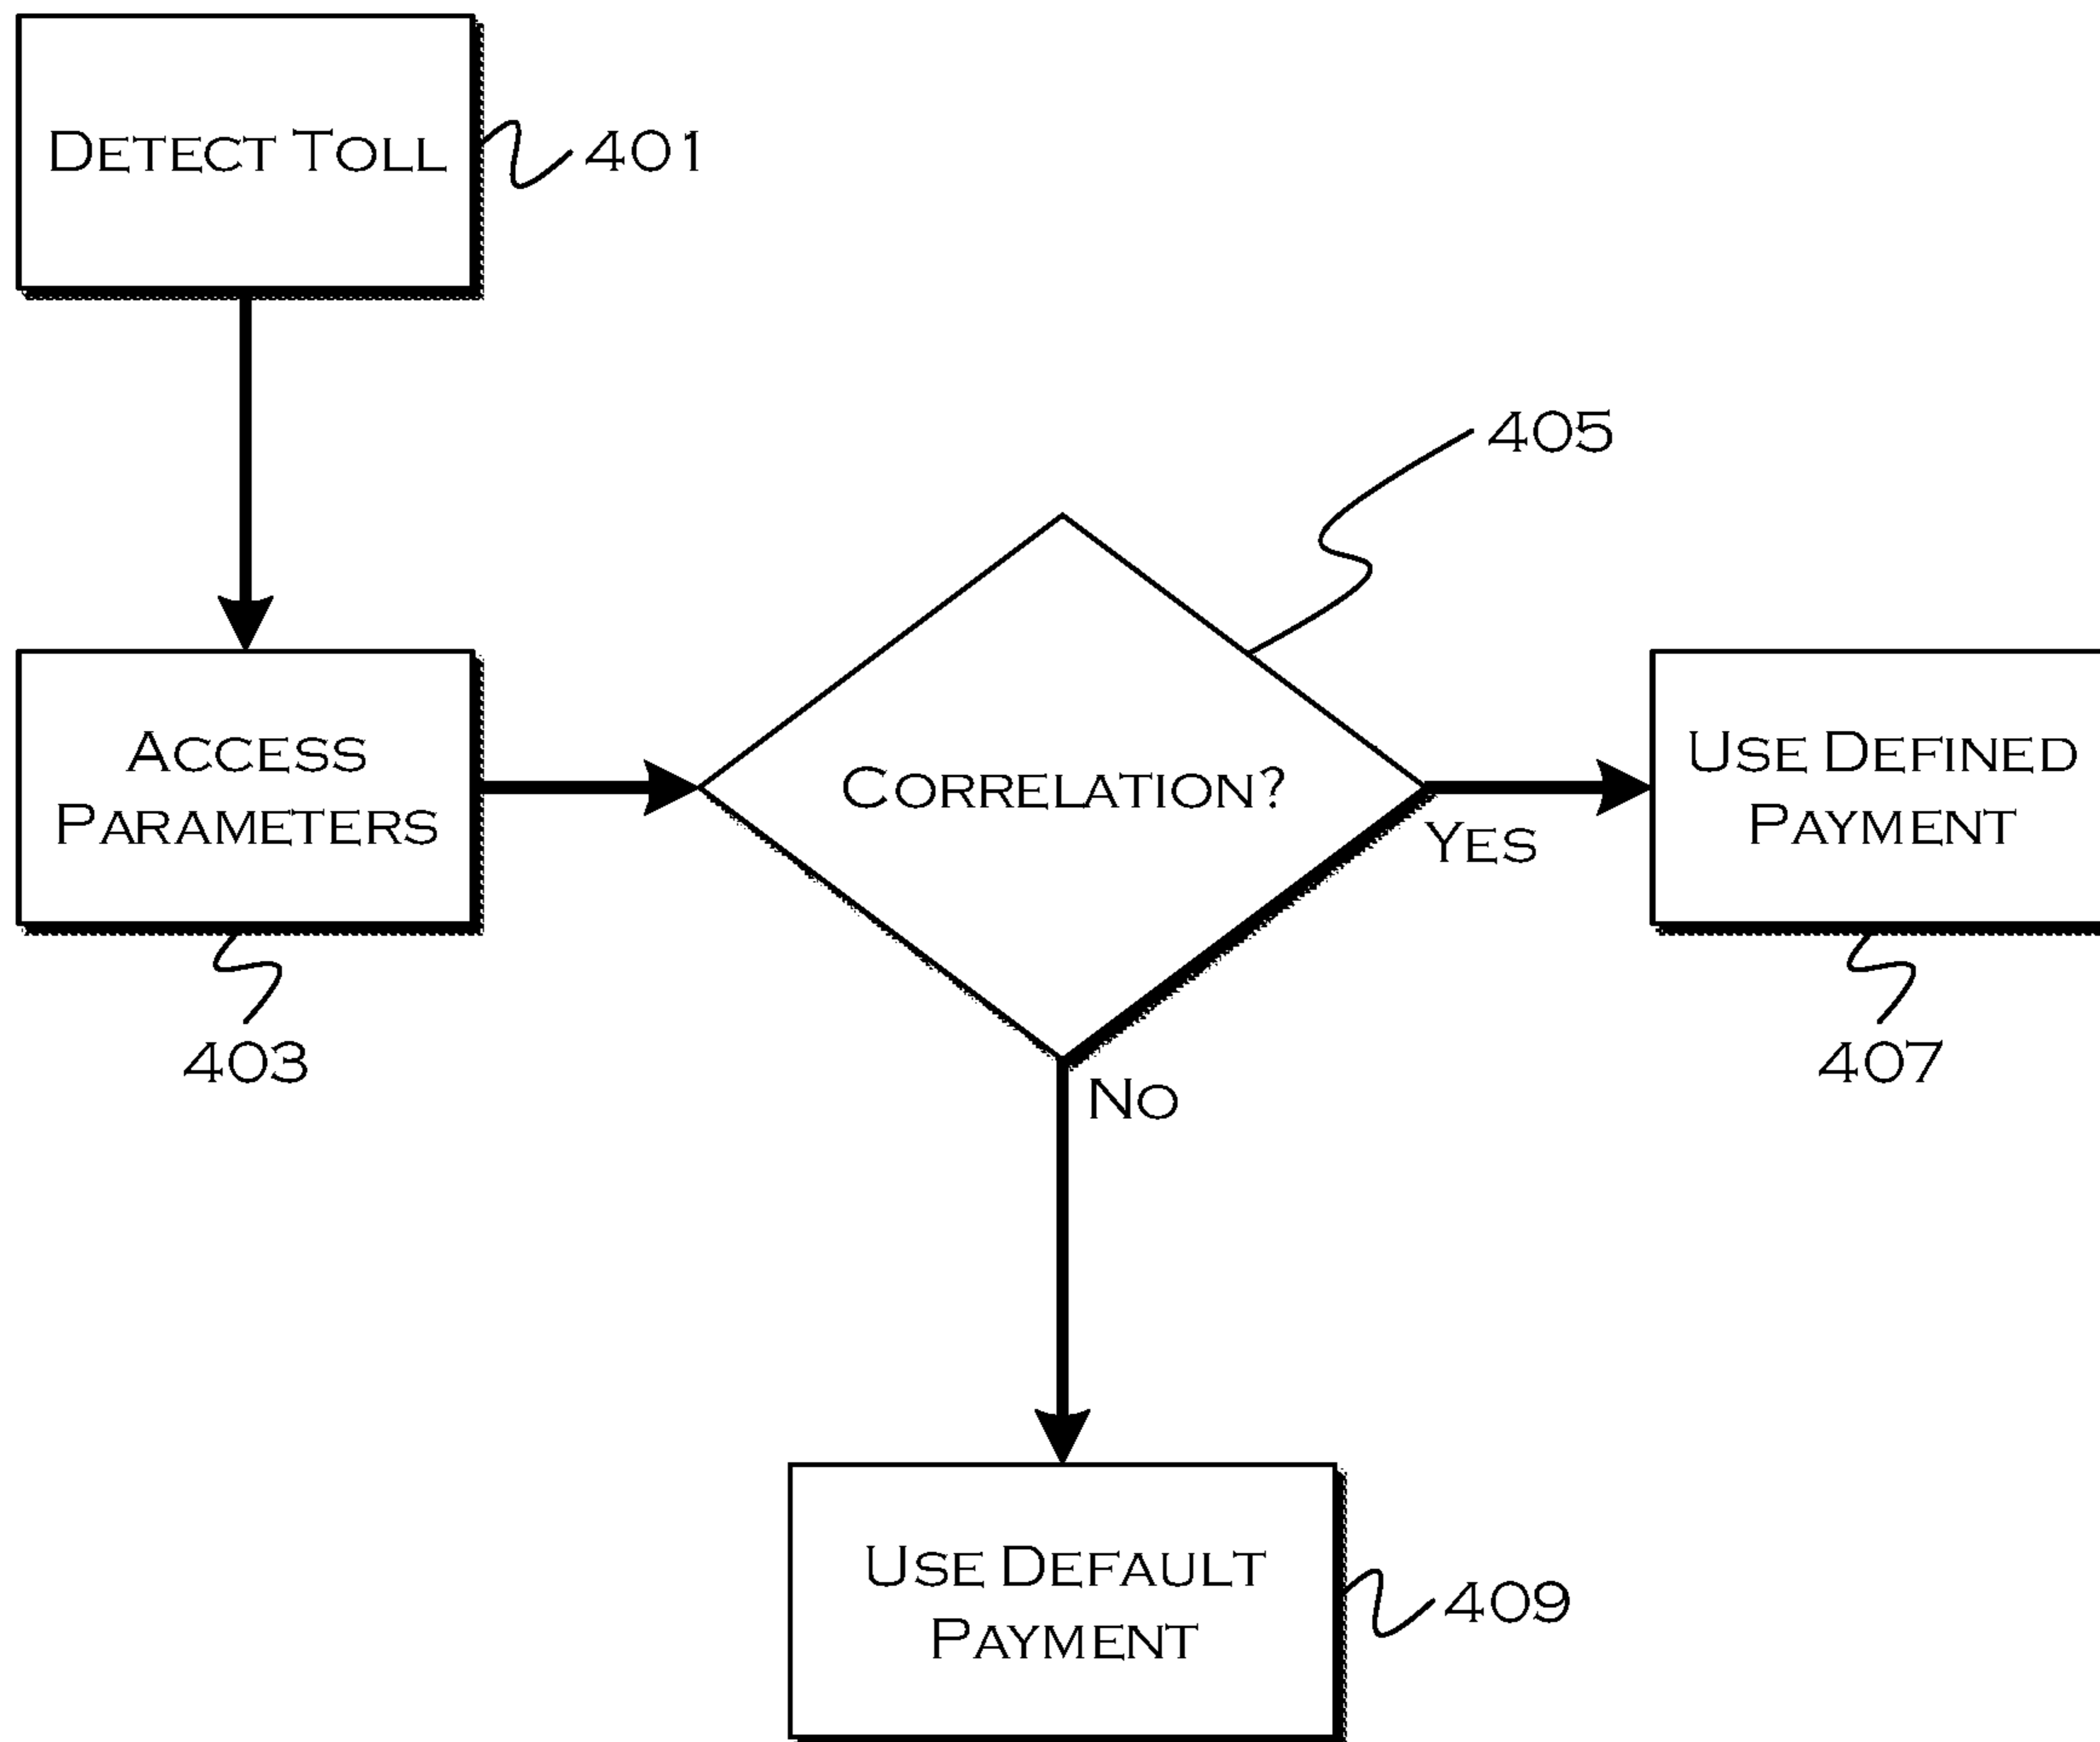 Detect Toll
401
405
Access
Parameters
Correlation?
Yes
Use Defined
Payment
403
407
No
Use Default
Payment
409